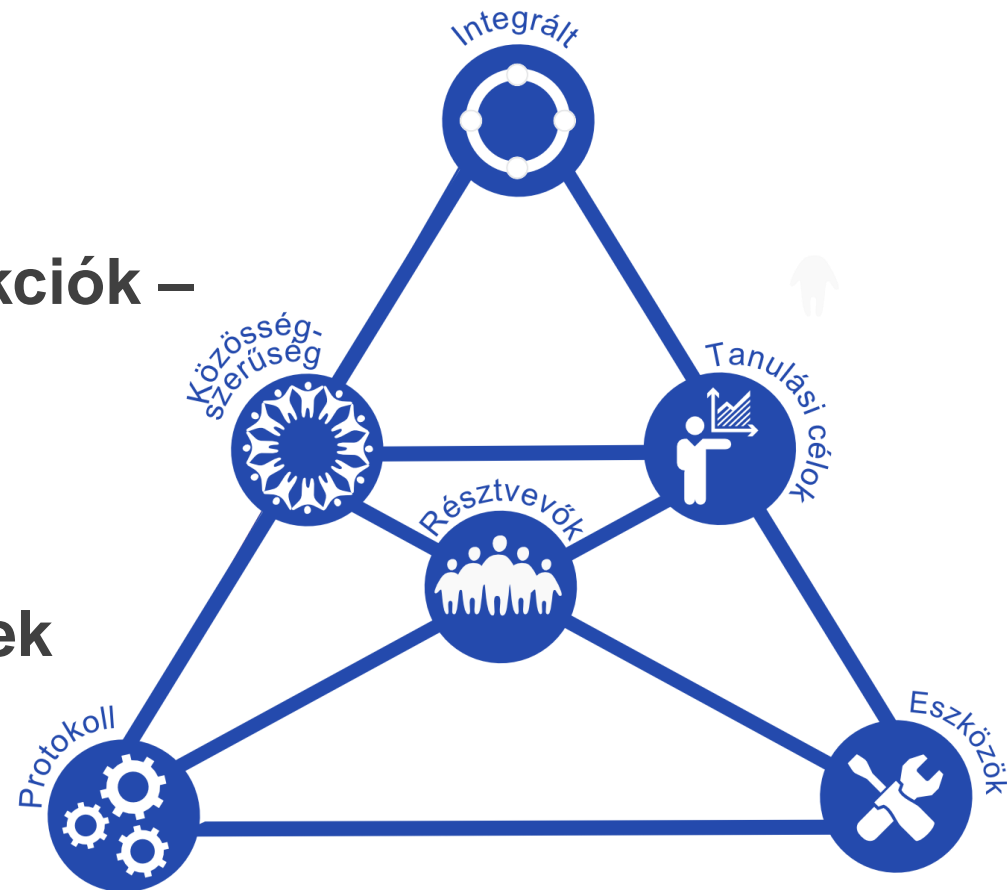 Integrált
kciók –
Közösség-
szerűség
Tanulási célok
Résztvevők
ek
Protokoll
Eszközök